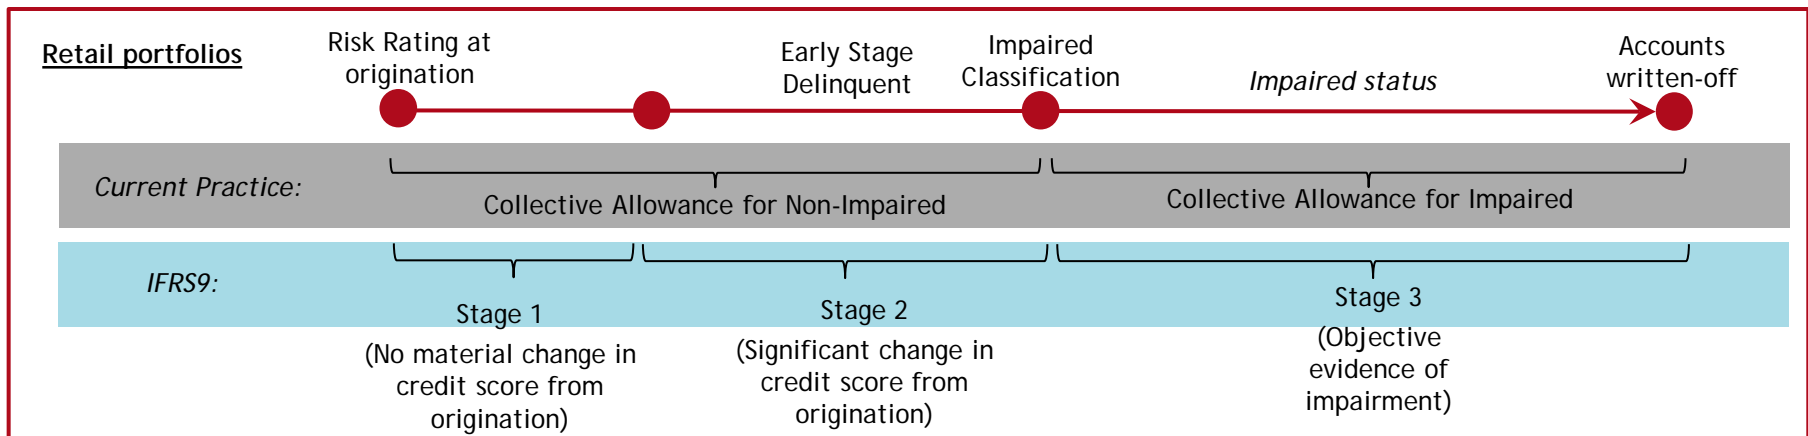 Retail portfolios
Risk Rating at
origination
Early Stage
Delinquent
Impaired
Classification
Impaired status
Accounts
written-off
Current Practice:
Collective Allowance for Non-Impaired
Collective Allowance for Impaired
IFRS9:
Stage 1
(No material change in
credit score from
origination)
Stage 2
(Significant change in
credit score from
origination)
Stage 3
(Objective
evidence of
impairment)